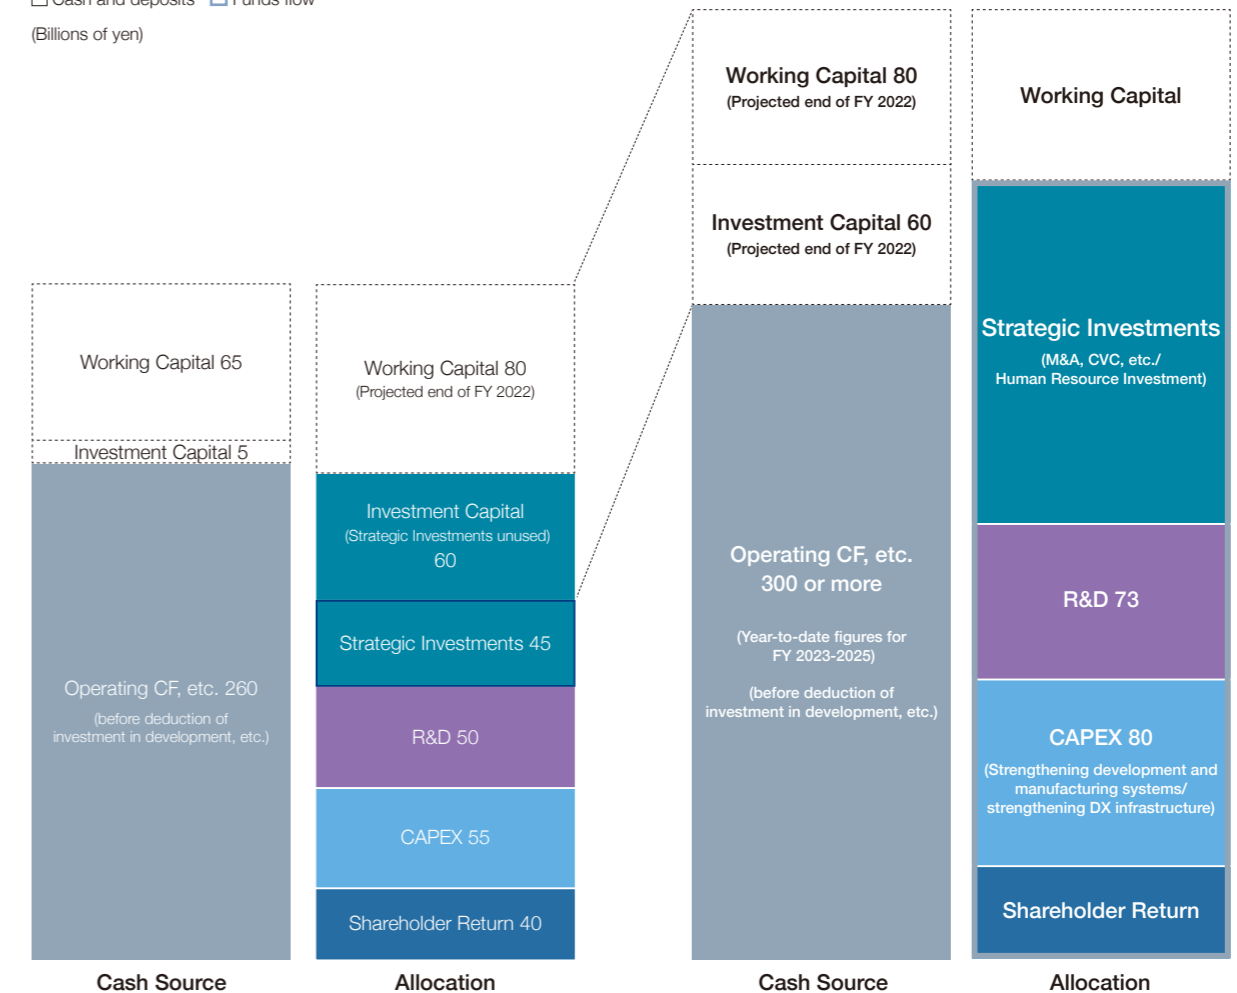 Cash and deposits Funds flow
(Billions of yen)
Working Capital 65
Investment Capital 5
Operating CF, etc. 260
(before deduction of
investment in development, etc.)
Cash Source
Working Capital 80
(Projected end of FY 2022)
Investment Capital
(Strategic Investments unused)
60
Strategic Investments 45
R&D 50
CAPEX 55
Shareholder Return 40
Allocation
Working Capital 80
(Projected end of FY 2022)
Investment Capital 60
(Projected end of FY 2022)
Operating CF, etc.
300 or more
(Year-to-date figures for
FY 2023-2025)
(before deduction of
investment in development, etc.)
Cash Source
Working Capital
Strategic Investments
(M&A, CVC, etc./
Human Resource Investment)
R&D 73
CAPEX 80
(Strengthening development and
manufacturing systems/
strengthening DX infrastructure)
Shareholder Return
Allocation